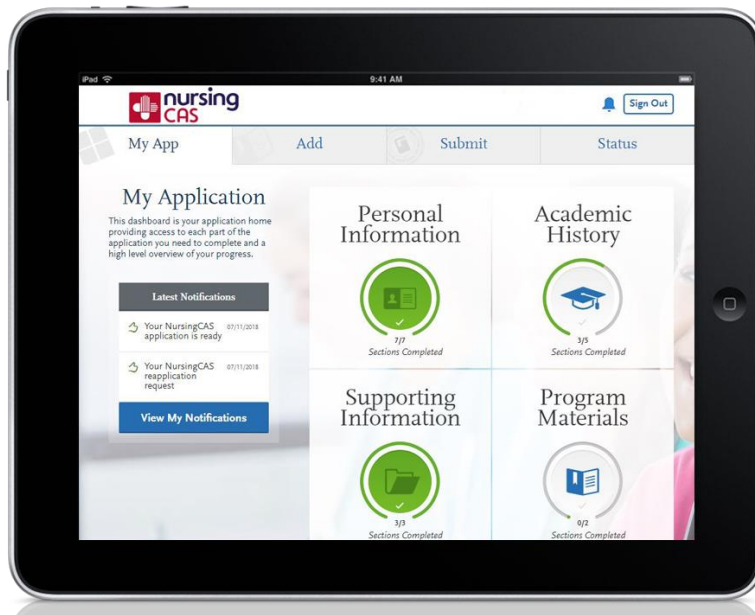 iPad
9:41 AM
nursing
CAS
Sign Out
My App
Add
Submit
Status
My Application
This dashboard is your application home
providing access to each part of the
application you need to complete and a
high level overview of your progress.
Latest Notifications
Your NursingCAS 07/11/2018
application is ready
Your NursingCAS 07/11/2018
reapplication
request
View My Notifications
Personal
Information
7/7
Sections Completed
Academic
History
3/5
Sections Completed
Supporting
Information
3/3
Sections Completed
Program
Materials
0/2
Sections Completed